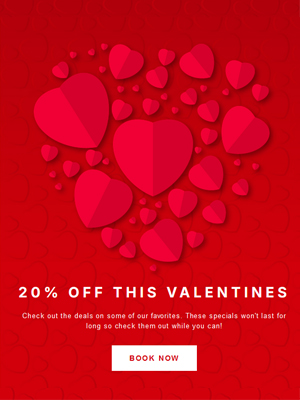 20% OFF THIS VALENTINES
Check out the deals on some of our favorites. These specials won't last for
long so check them out while you can!
BOOK NOW